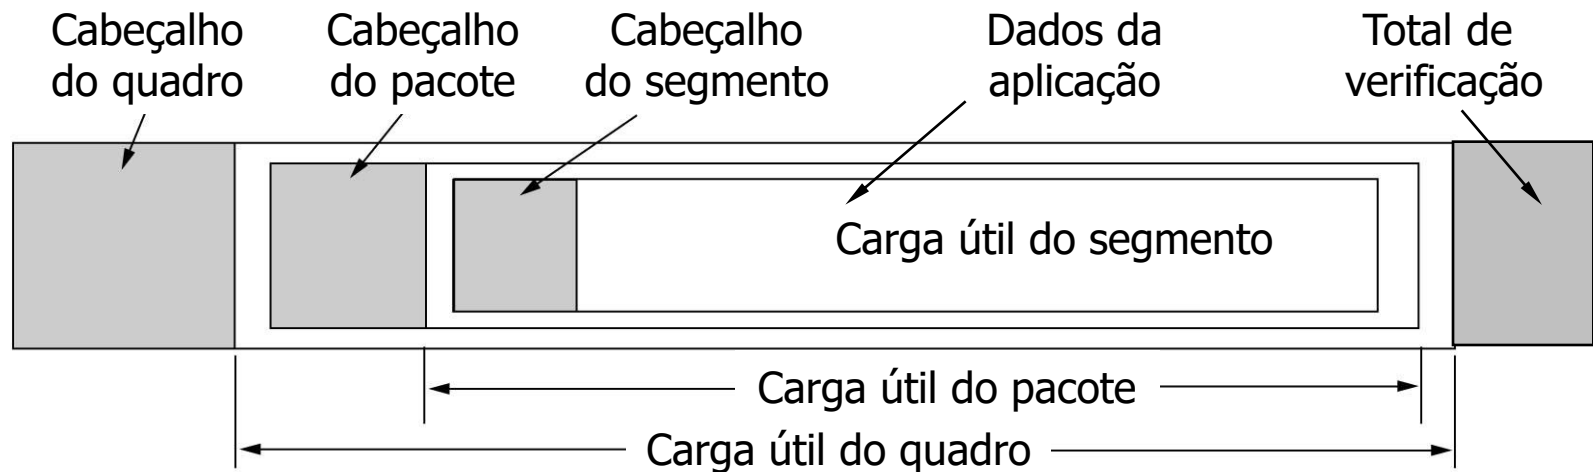 Cabeçalho
do quadro
Cabeçalho
do pacote
Cabeçalho
do segmento
Dados da
aplicação
Total de
verificação
Carga útil do segmento
Carga útil do pacote
Carga útil do quadro